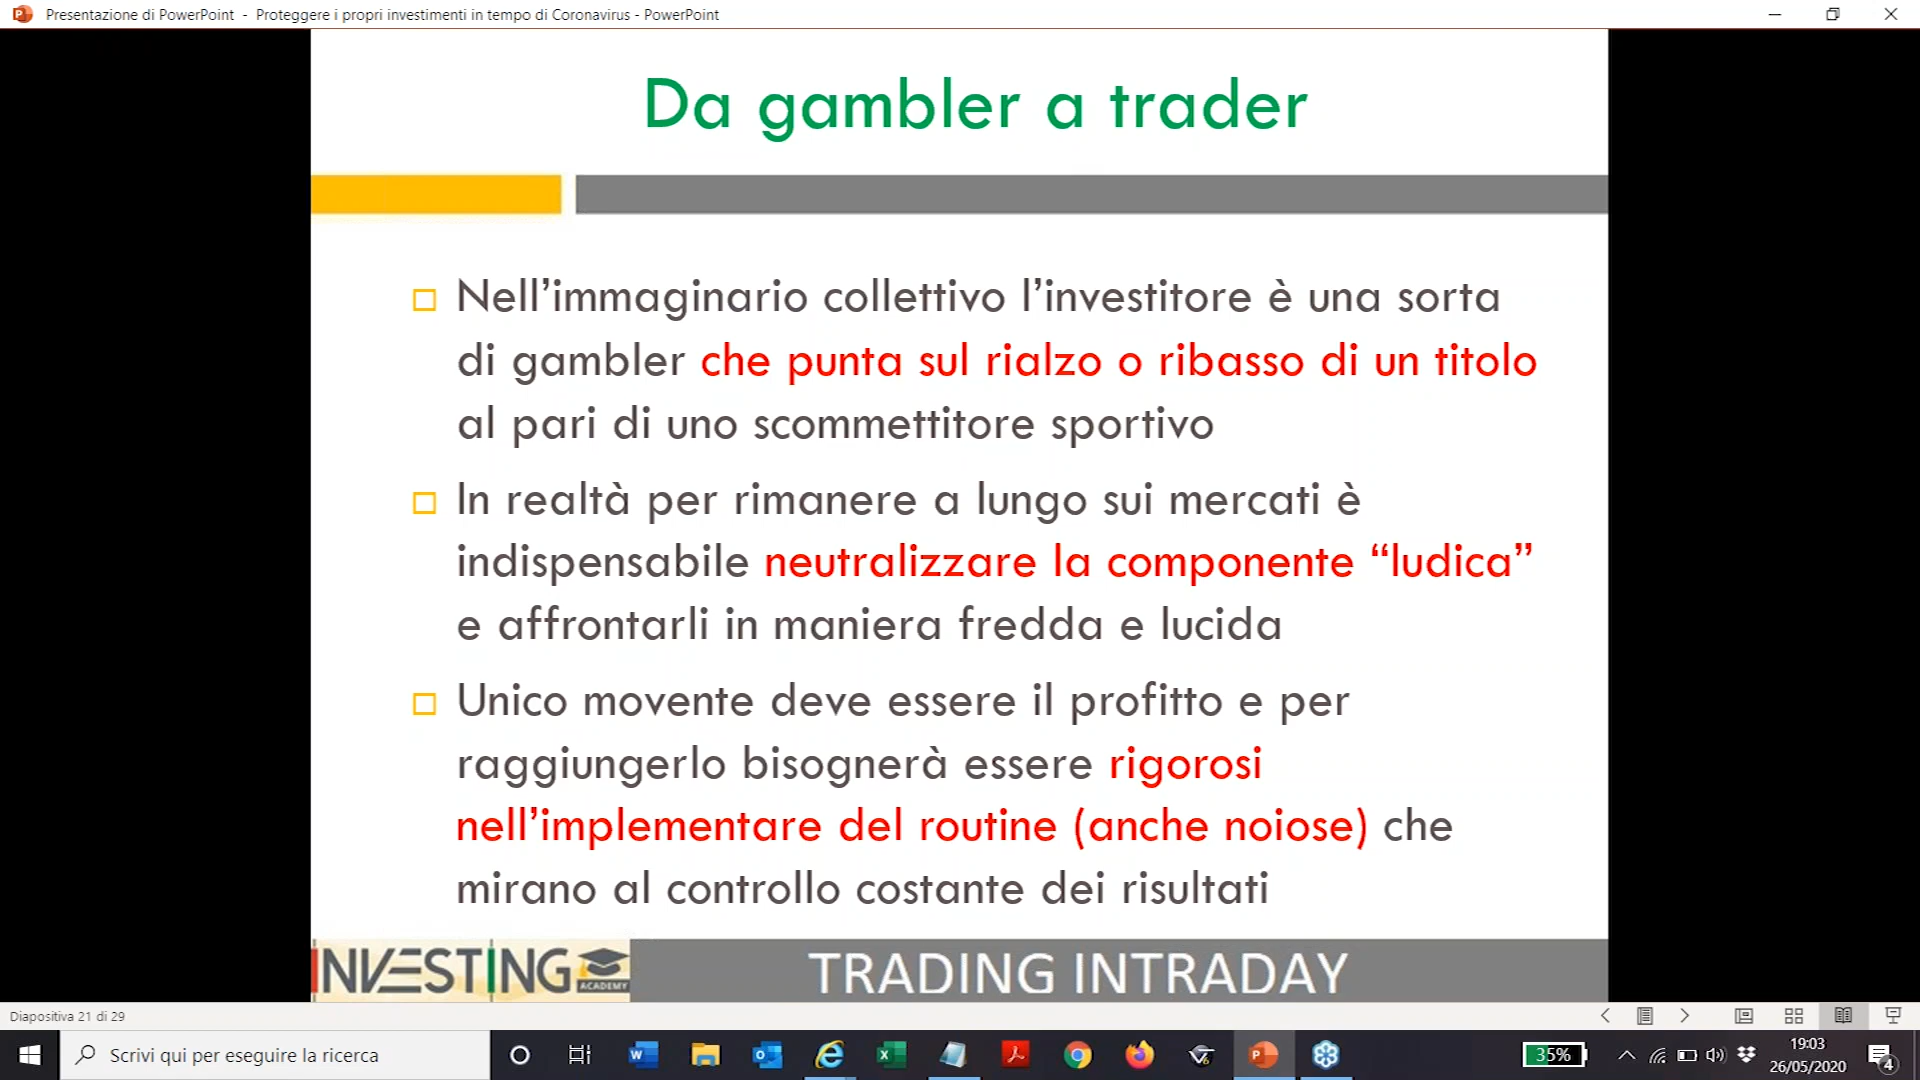 Presentazione di PowerPoint - Proteggere i propri investimenti in tempo di Coronavirus - PowerPoint
Da gambler a trader
Nell’immaginario collettivo l’investitore è una sorta
di gambler che punta sul rialzo o ribasso di un titolo
al pari di uno scommettitore sportivo
In realtà per rimanere a lungo sui mercati è
indispensabile neutralizzare la componente “ludica”
e affrontarli in maniera fredda e lucida
Unico movente deve essere il profitto e per
raggiungerlo bisognerà essere rigorosi
nell’implementare del routine (anche noiose) che
mirano al controllo costante dei risultati
INVESTING
ACADEMY
TRADING INTRADAY
Diapositiva 21 di 29
Scrivi qui per eseguire la ricerca
35%
19:03
26/05/2020
4